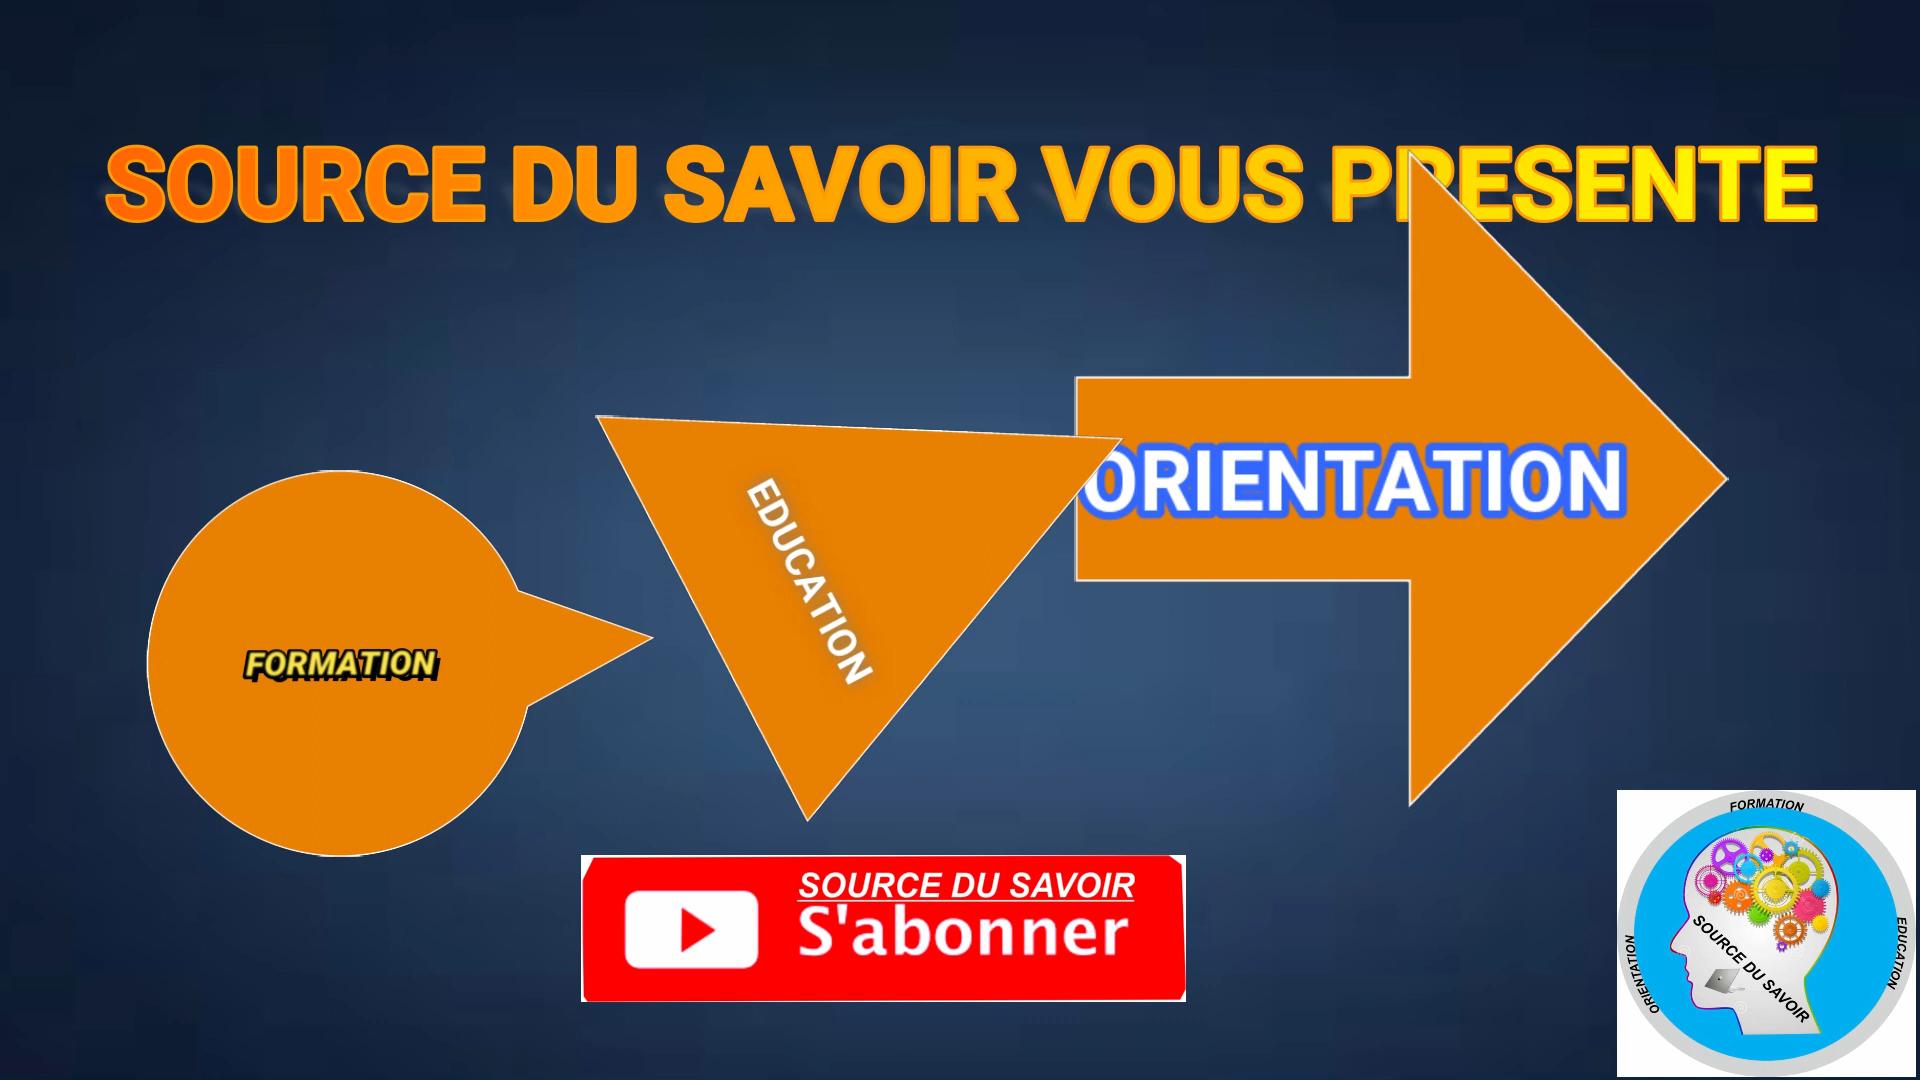 SOURCE DU SAVOIR VOUS PRESENTE
ORIENTATION
EDUCATION
FORMATION
SOURCE DU SAVOIR
S'abonner
FORMATION
EDUCATION
ORIENTATION
SOURCE DU SAVOIR